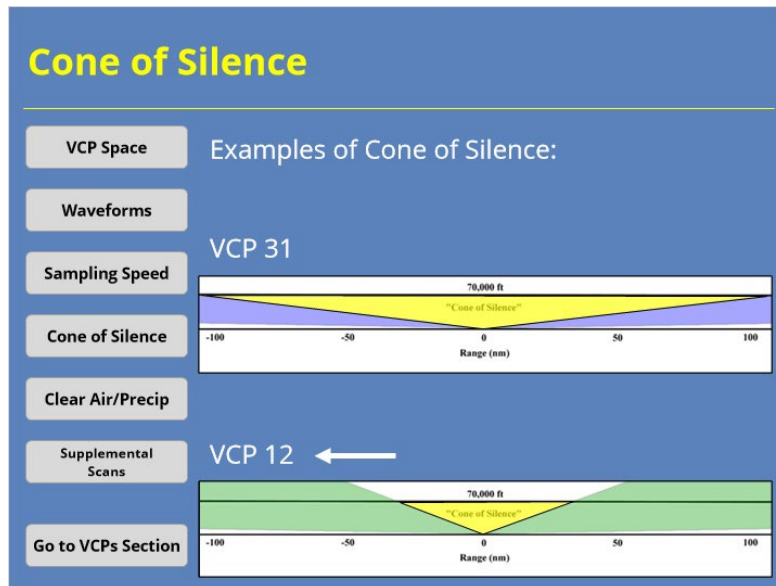 Cone of Silence
VCP Space
Waveforms
Sampling Speed
Cone of Silence
Clear Air/Precip
Supplemental
Scans
Go to VCPs Section
Examples of Cone of Silence:
VCP 31
70,000 ft
"Cone of Silence"
-100 -50 0 50 100
Range (nm)
VCP 12
70,000 ft
"Cone of Silence"
-100 -50 0 50 100
Range (nm)